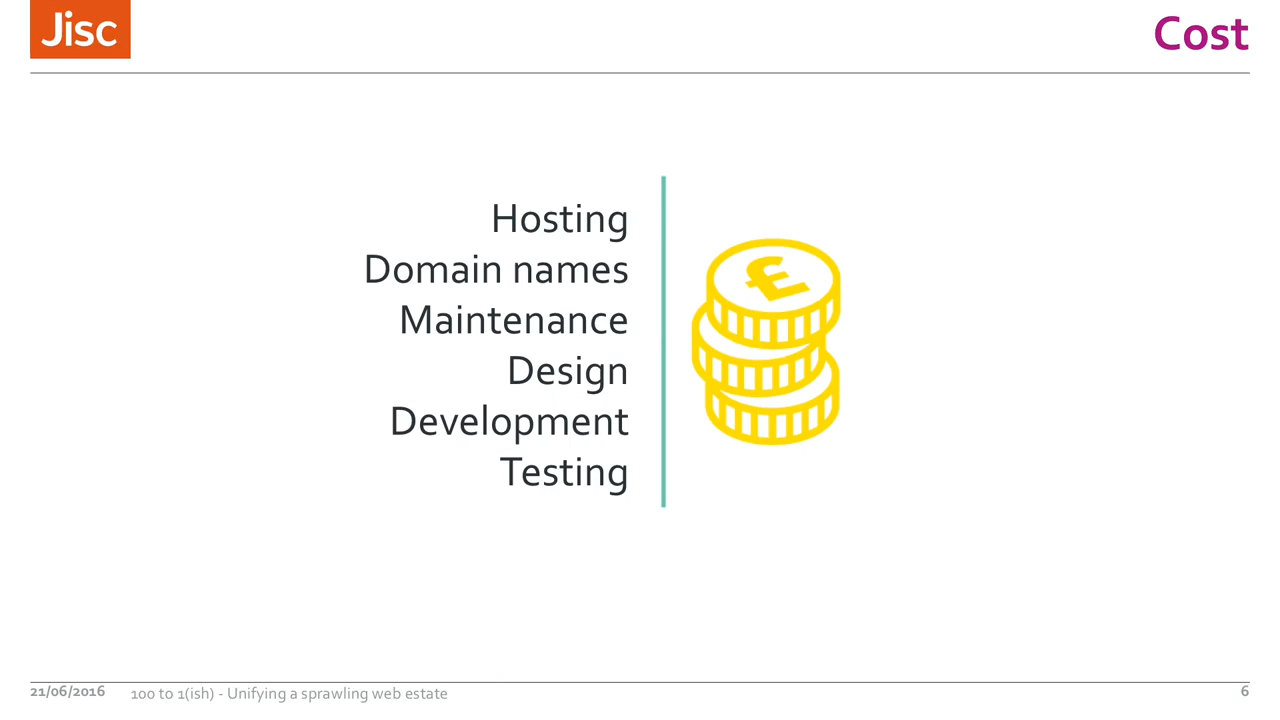 Jisc
Cost
Hosting
Domain names
Maintenance
Design
Development
Testing
£
21/06/2016 100 to 1(ish) - Unifying a sprawling web estate 6